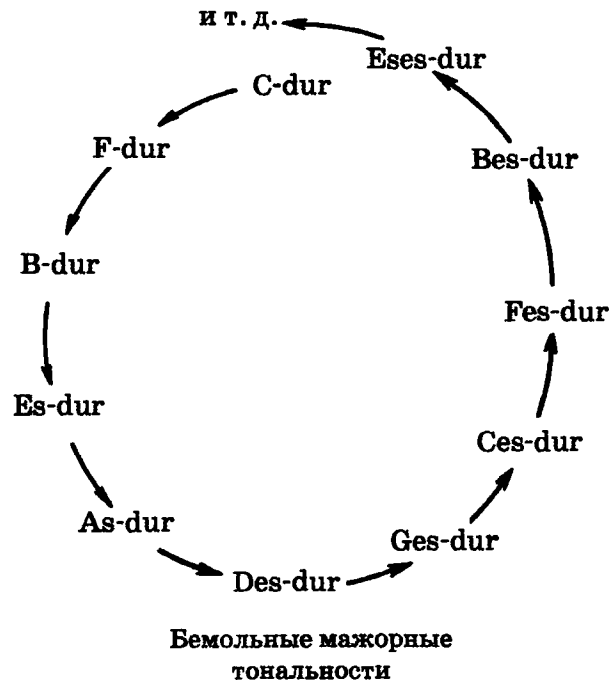 и т. д.
Eses-dur
C-dur
F-dur
Bes-dur
B-dur
Fes-dur
Es-dur
Ces-dur
As-dur
Ges-dur
Des-dur
Бемольные мажорные
тональности